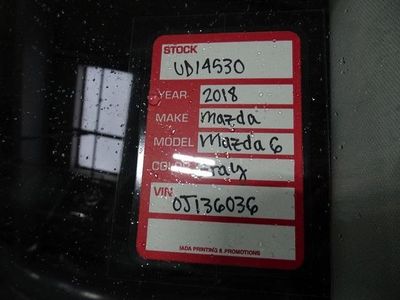 STOCK
UD14530
YEAR 2018
MAKE mazda
MODEL Mazda 6
COLOR Gray
VIN
0J136036
IADA PRINTING & PROMOTIONS